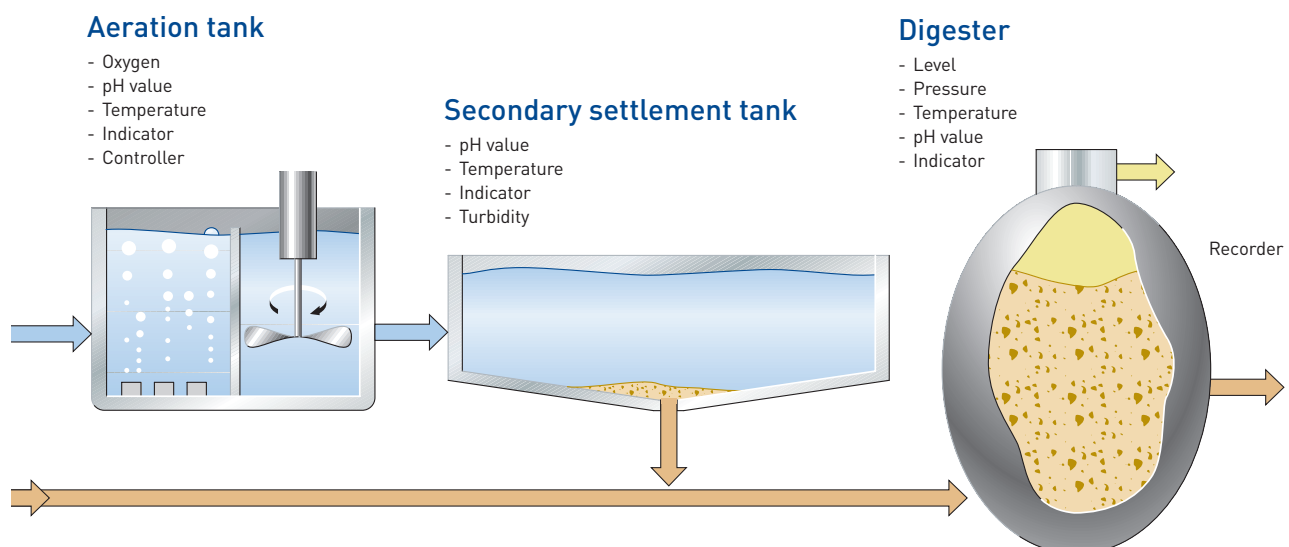 Aeration tank
- Oxygen
- pH value
- Temperature
- Indicator
- Controller
Secondary settlement tank
- pH value
- Temperature
- Indicator
- Turbidity
Digester
- Level
- Pressure
- Temperature
- pH value
- Indicator
Recorder